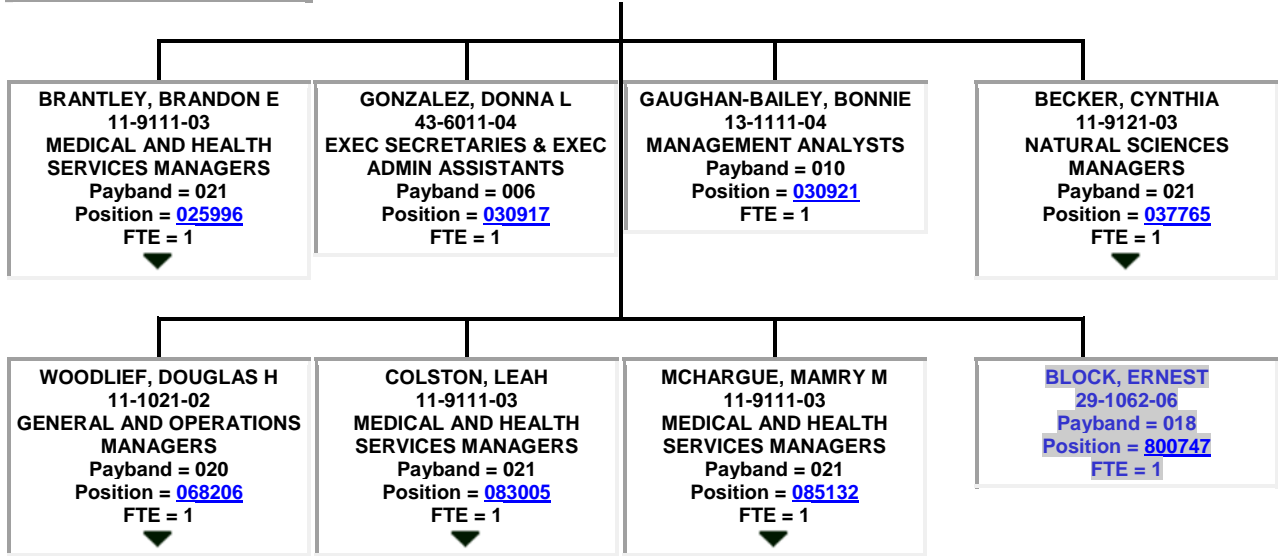 BRANTLEY, BRANDON E
11-9111-03
MEDICAL AND HEALTH
SERVICES MANAGERS
Payband = 021
Position = 025996
FTE = 1
GONZALEZ, DONNA L
43-6011-04
EXEC SECRETARIES & EXEC
ADMIN ASSISTANTS
Payband = 006
Position = 030917
FTE = 1
GAUGHAN-BAILEY, BONNIE
13-1111-04
MANAGEMENT ANALYSTS
Payband = 010
Position = 030921
FTE = 1
BECKER, CYNTHIA
11-9121-03
NATURAL SCIENCES
MANAGERS
Payband = 021
Position = 037765
FTE = 1
WOODLIEF, DOUGLAS H
11-1021-02
GENERAL AND OPERATIONS
MANAGERS
Payband = 020
Position = 068206
FTE = 1
COLSTON, LEAH
11-9111-03
MEDICAL AND HEALTH
SERVICES MANAGERS
Payband = 021
Position = 083005
FTE = 1
MCHARGUE, MAMRY M
11-9111-03
MEDICAL AND HEALTH
SERVICES MANAGERS
Payband = 021
Position = 085132
FTE = 1
BLOCK, ERNEST
29-1062-06
Payband = 018
Position = 800747
FTE = 1